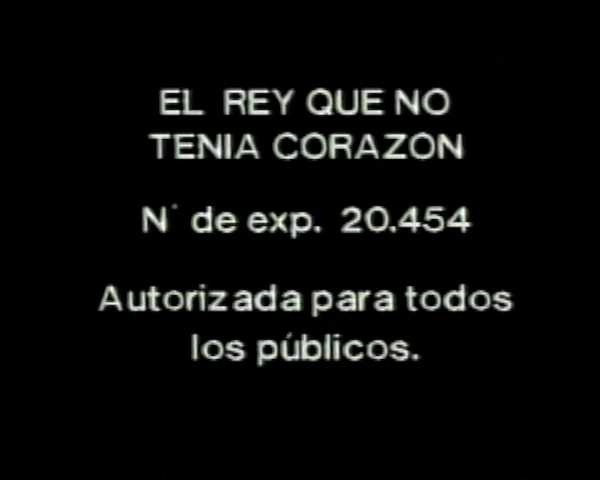 EL REY QUE NO
TENIA CORAZON
N° de exp. 20.454
Autorizada para todos
los públicos.